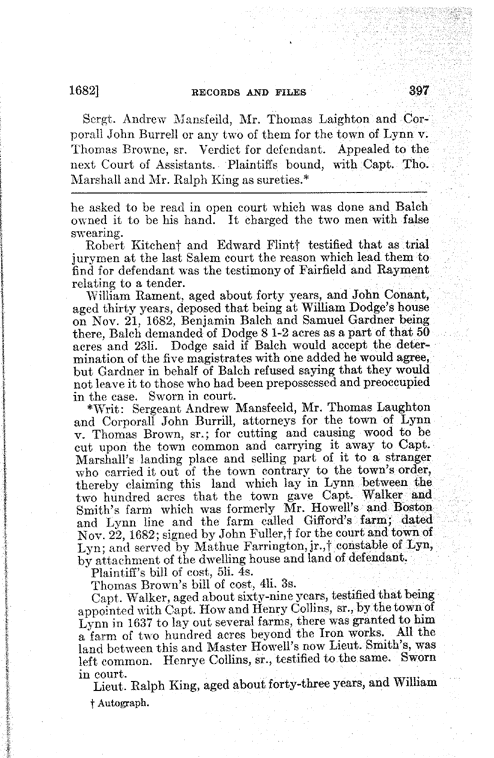 1682] RECORDS AND FILES 397
Sergt. Andrew Mansfeild, Mr. Thomas Laighton and Cor-
porall John Burrell or any two of them for the town of Lynn v.
Thomas Browne, sr. Verdict for defendant. Appealed to the
next Court of Assistants. Plaintiffs bound, with Capt. Tho.
Marshall and Mr. Ralph King as sureties.*
he asked to be read in open court which was done and Balch
owned it to be his hand. It charged the two men with false
swearing.
Robert Kitchen† and Edward Flint† testified that as trial
jurymen at the last Salem court the reason which lead them to
find for defendant was the testimony of Fairfield and Rayment
relating to a tender.
William Rament, aged about forty years, and John Conant,
aged thirty years, deposed that being at William Dodge's house
on Nov. 21, 1682, Benjamin Balch and Samuel Gardner being
there, Balch demanded of Dodge 8 1-2 acres as a part of that 50
acres and 23li. Dodge said if Balch would accept the deter-
mination of the five magistrates with one added he would agree,
but Gardner in behalf of Balch refused saying that they would
not leave it to those who had been prepossessed and preoccupied
in the case. Sworn in court.
*Writ: Sergeant Andrew Mansfeeld, Mr. Thomas Laughton
and Corporall John Burrill, attorneys for the town of Lynn
v. Thomas Brown, sr.; for cutting and causing wood to be
cut upon the town common and carrying it away to Capt.
Marshall's landing place and selling part of it to a stranger
who carried it out of the town contrary to the town's order,
thereby claiming this land which lay in Lynn between the
two hundred acres that the town gave Capt. Walker and
Smith's farm which was formerly Mr. Howell's and Boston
and Lynn line and the farm called Gifford's farm; dated
Nov. 22, 1682; signed by John Fuller,† for the court and town of
Lyn; and served by Mathue Farrington, jr.,† constable of Lyn,
by attachment of the dwelling house and land of defendant.
Plaintiff's bill of cost, 5li. 4s.
Thomas Brown's bill of cost, 4li. 3s.
Capt. Walker, aged about sixty-nine years, testified that being
appointed with Capt. How and Henry Collins, sr., by the town of
Lynn in 1637 to lay out several farms, there was granted to him
a farm of two hundred acres beyond the Iron works. All the
land between this and Master Howell's now Lieut. Smith's, was
left common. Henrye Collins, sr., testified to the same. Sworn
in court.
Lieut. Ralph King, aged about forty-three years, and William
† Autograph.